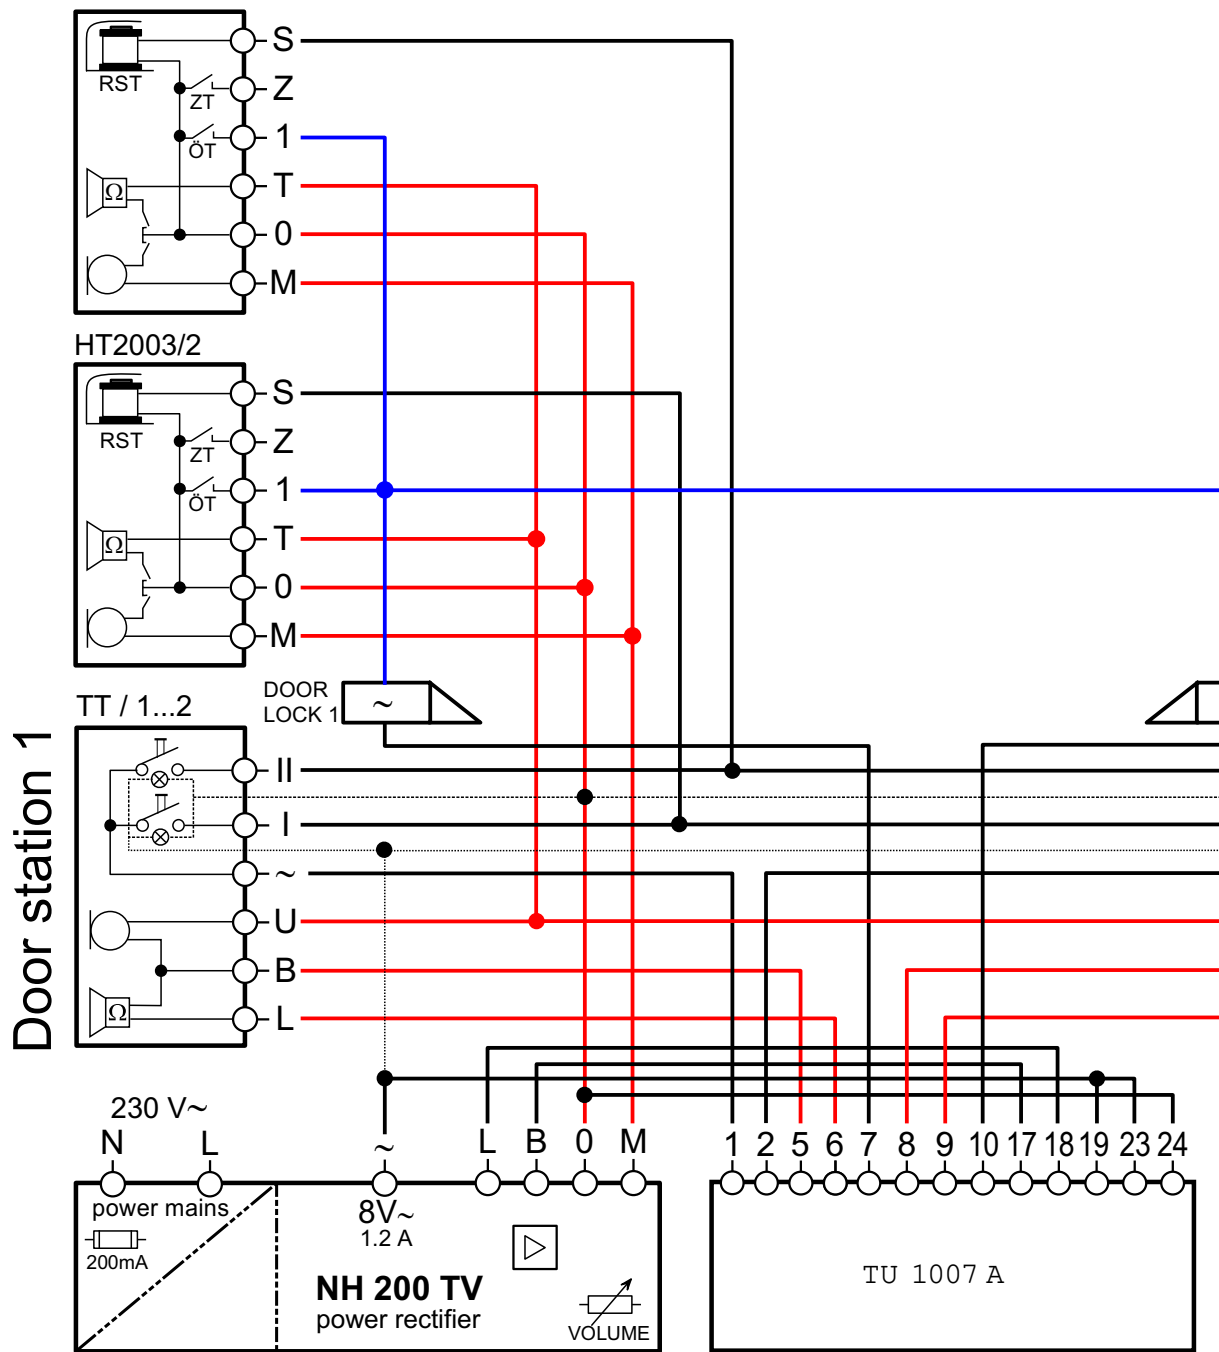 S
RST
Z
ZT
1
ÖT
T
Ω
0
M
HT2003/2
S
RST
Z
ZT
1
ÖT
T
Ω
0
M
DOOR
LOCK 1
~
TT / 1...2
Door station 1
II
I
~
U
B
L
Ω
230 V~
N L ~ L B 0 M 1 2 5 6 7 8 9 10 17 18 19 23 24
power mains
200mA
8V~
1.2 A
NH 200 TV
power rectifier
VOLUME
TU 1007 A